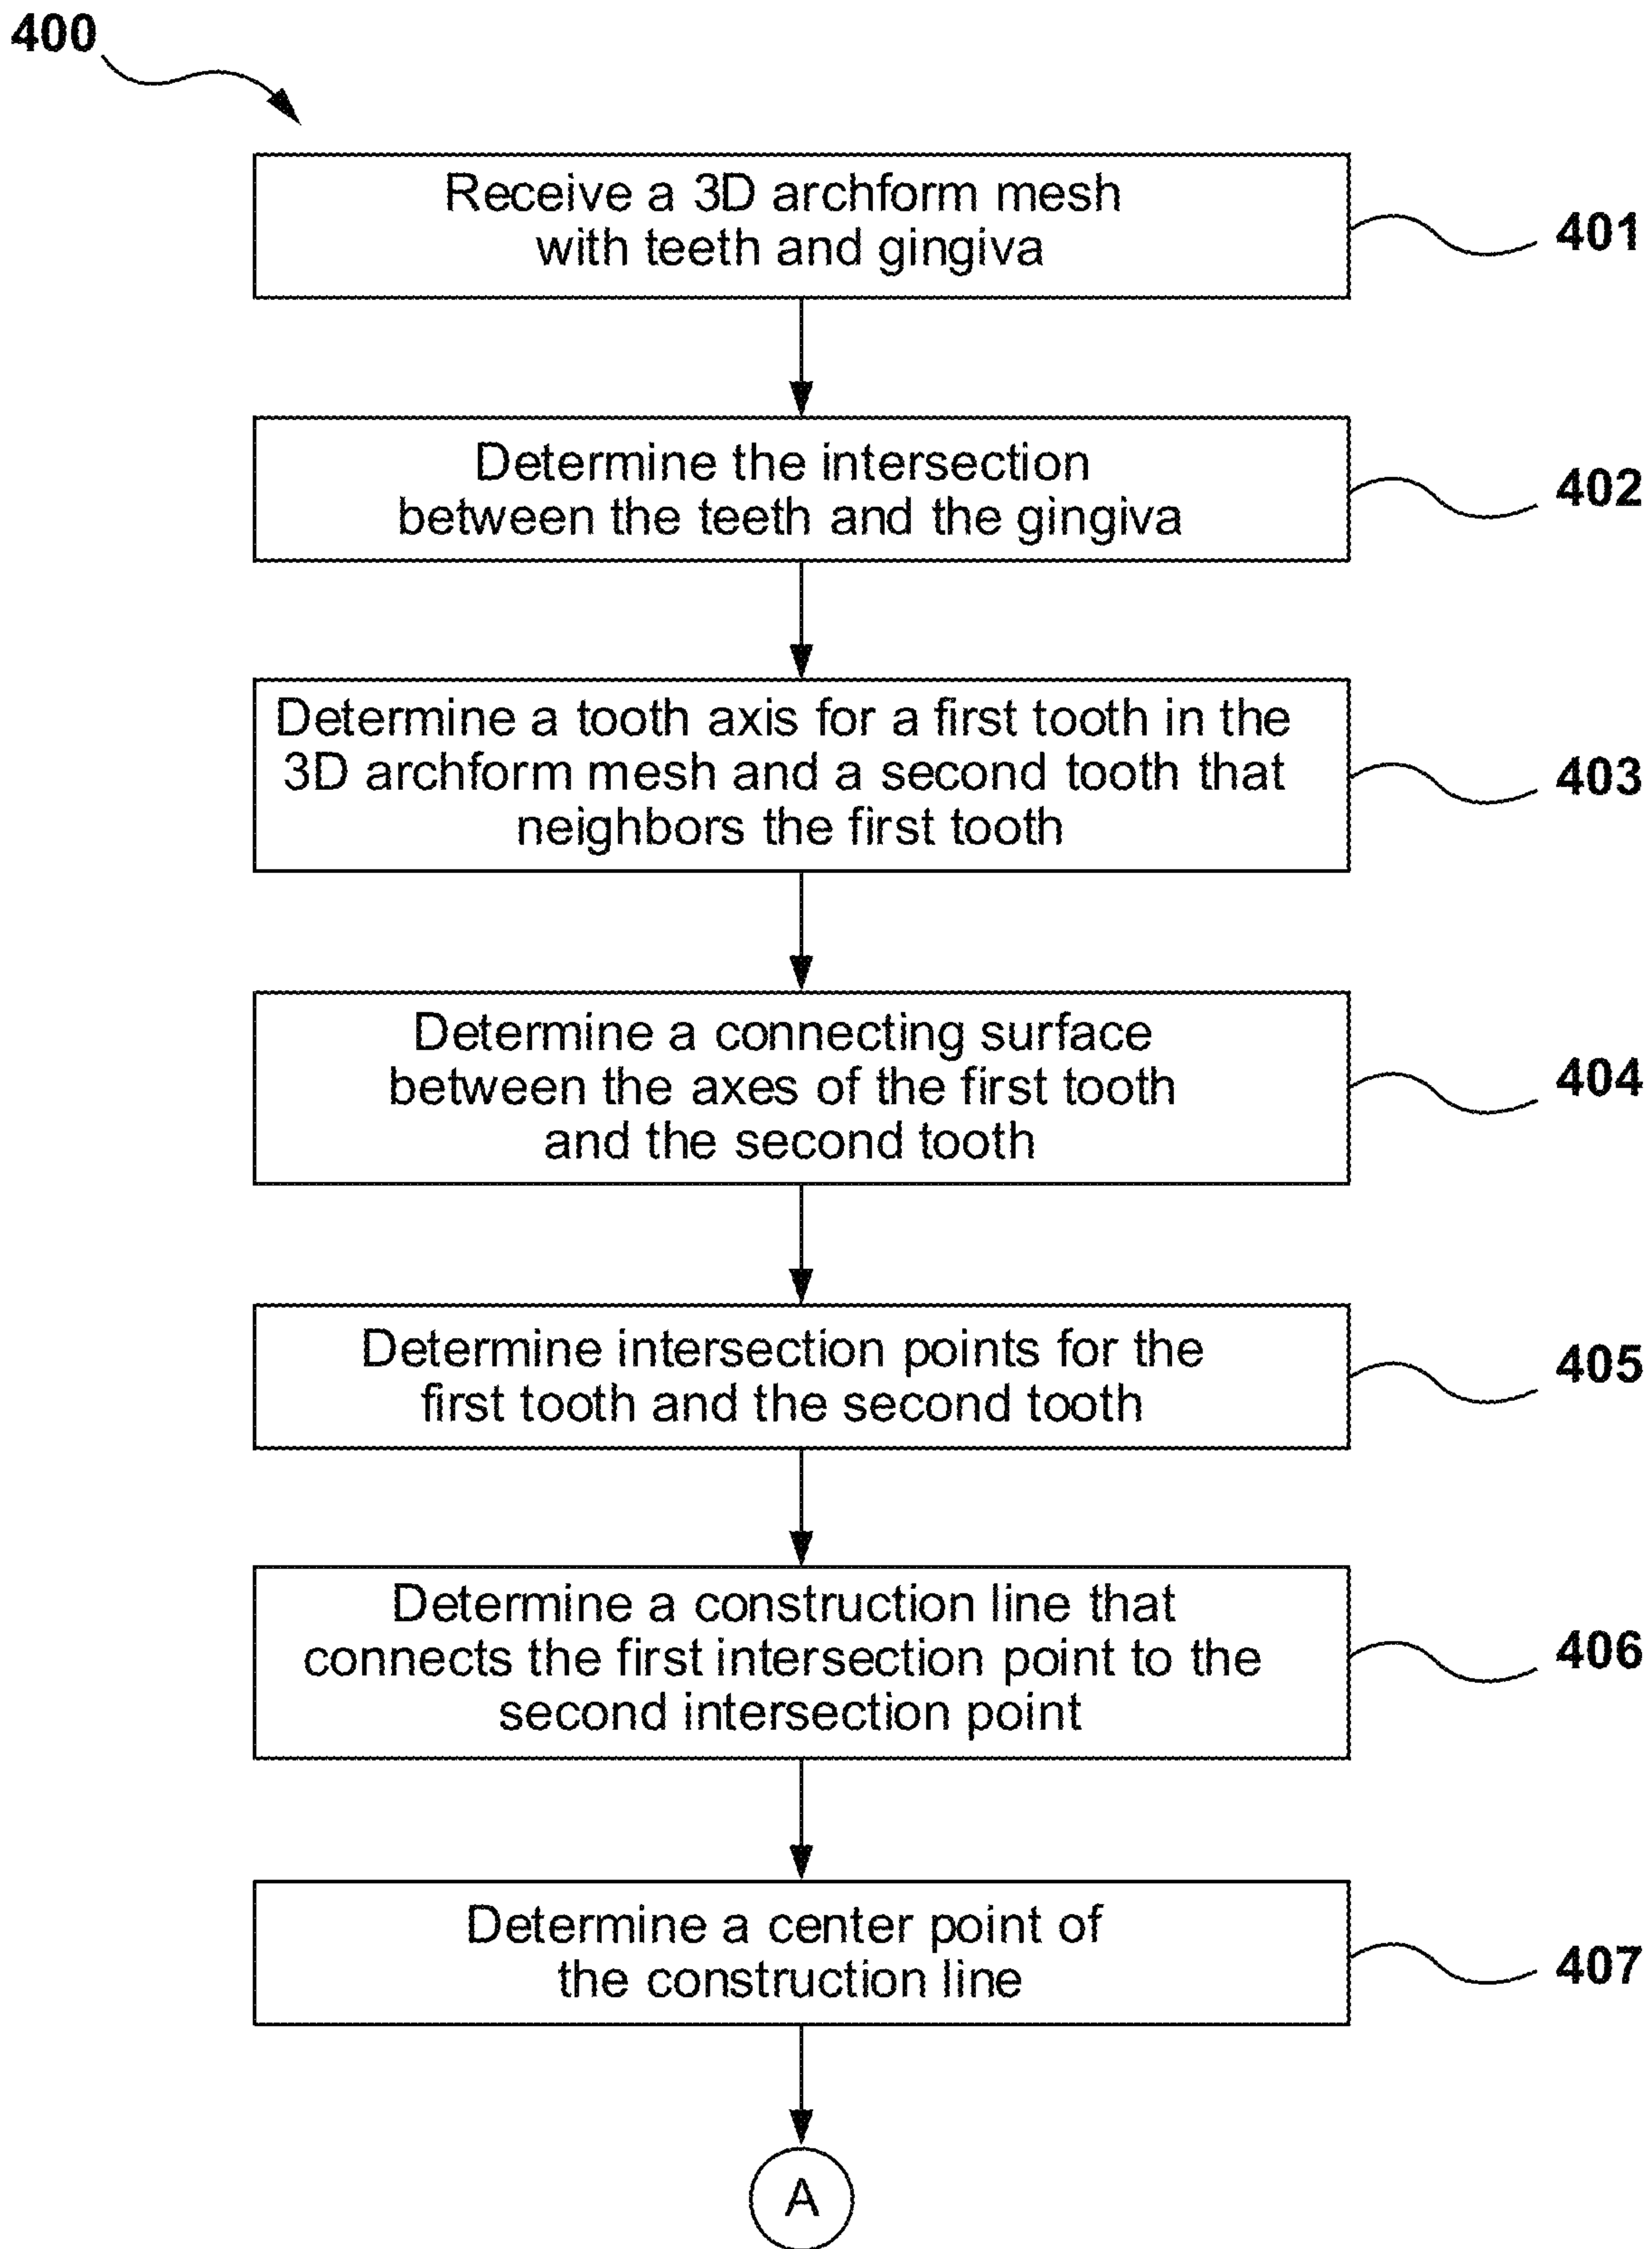 400
Receive a 3D archform mesh
with teeth and gingiva
401
Determine the intersection
between the teeth and the gingiva
402
Determine a tooth axis for a first tooth in the
3D archform mesh and a second tooth that
neighbors the first tooth
403
Determine a connecting surface
between the axes of the first tooth
and the second tooth
404
Determine intersection points for the
first tooth and the second tooth
405
Determine a construction line that
connects the first intersection point to the
second intersection point
406
Determine a center point of
the construction line
407
A